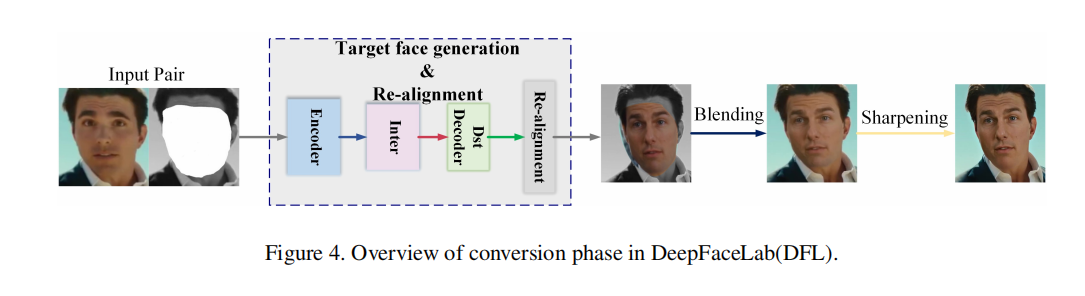 Input Pair
Target face generation
&
Re-alignment
Encoder
Inter
Dst
Decoder
Re-alignment
Blending
Sharpening
Figure 4. Overview of conversion phase in DeepFaceLab(DFL).